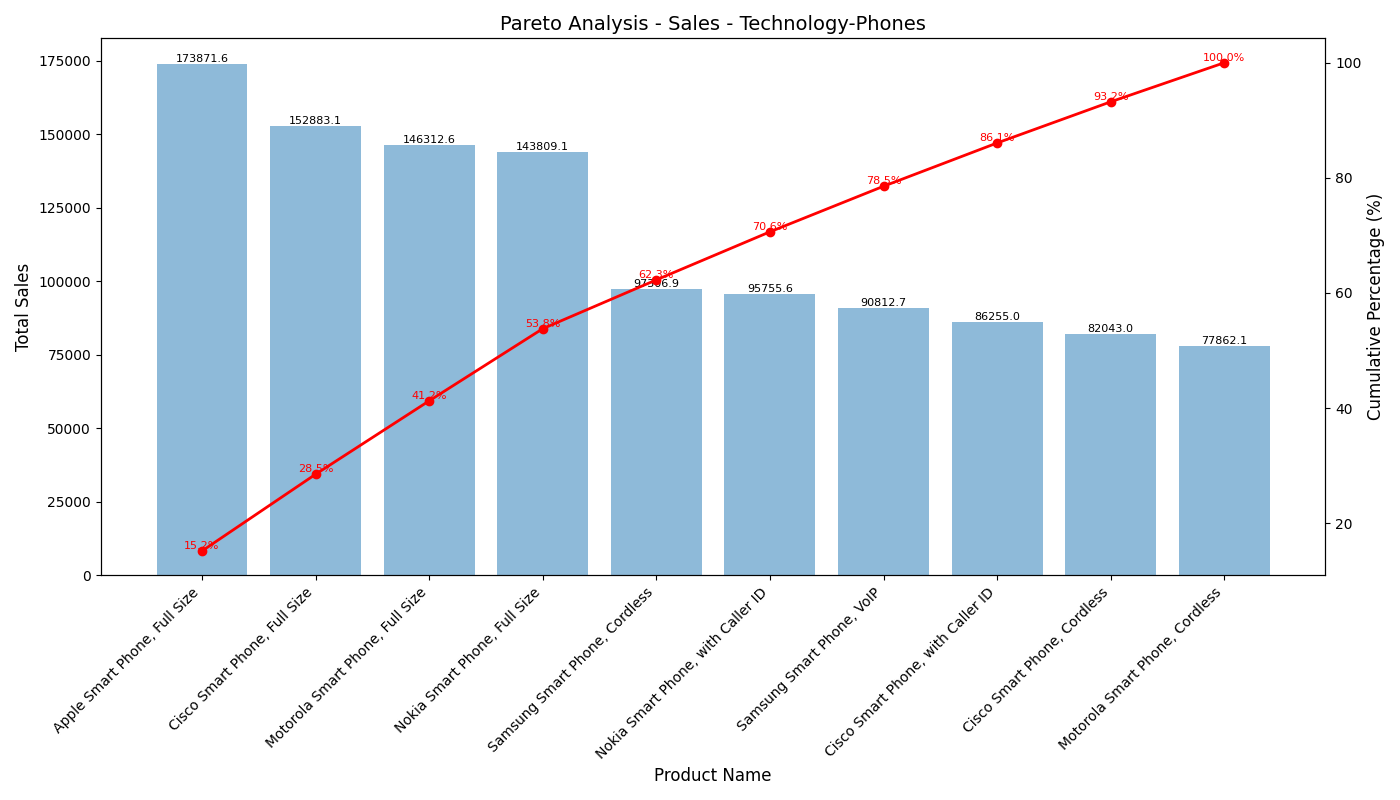 Pareto Analysis - Sales - Technology-Phones
Total Sales
175000
150000
125000
100000
75000
50000
25000
0
173871.6
152883.1
146312.6
143809.1
95755.6
90812.7
86255.0
82043.0
77862.1
15.2%
28.5%
41.2%
53.8%
62.3%
70.6%
78.5%
86.1%
93.2%
100.0%
100
80
60
40
20
Cumulative Percentage (%)
Apple Smart Phone, Full Size
Cisco Smart Phone, Full Size
Motorola Smart Phone, Full Size
Nokia Smart Phone, Full Size
Samsung Smart Phone, Cordless
Nokia Smart Phone, with Caller ID
Samsung Smart Phone, VoIP
Cisco Smart Phone, with Caller ID
Cisco Smart Phone, Cordless
Motorola Smart Phone, Cordless
Product Name